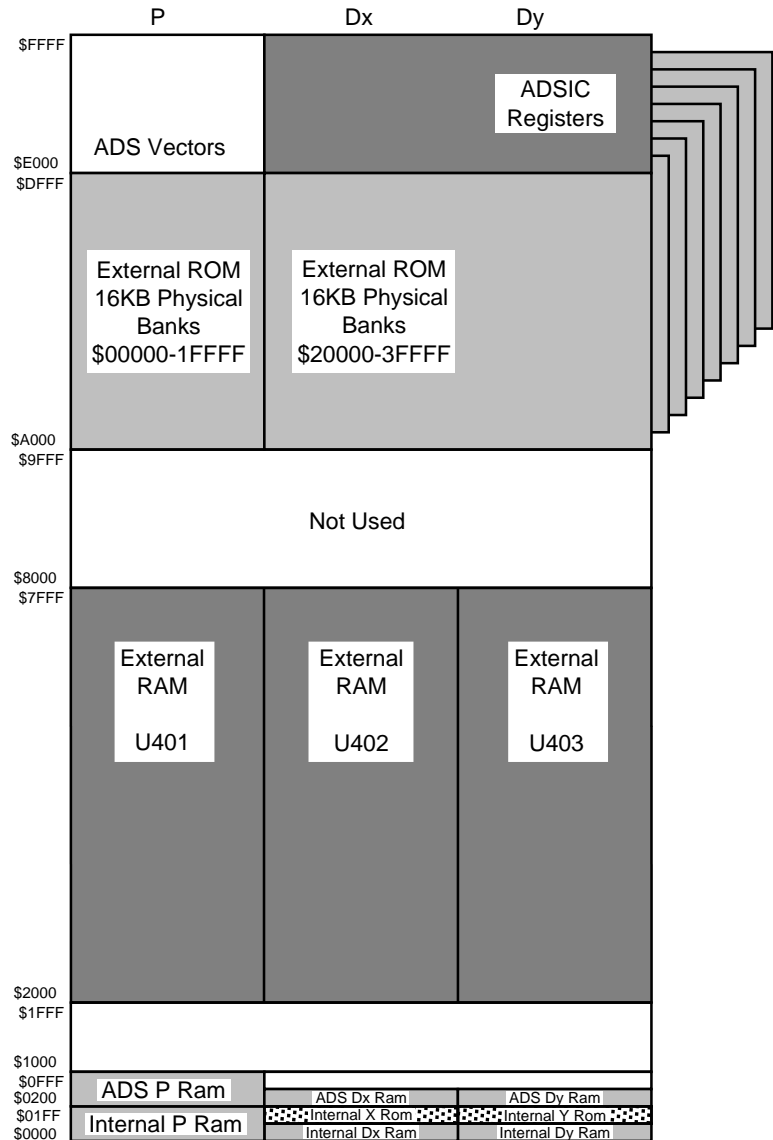 P Dx Dy
$FFFF
ADSIC
Registers
ADS Vectors
$E000
$DFFF
External ROM
16KB Physical
Banks
$00000-1FFFF
External ROM
16KB Physical
Banks
$20000-3FFFF
$A000
$9FFF
Not Used
$8000
$7FFF
External
RAM
U401
External
RAM
U402
External
RAM
U403
$2000
$1FFF
$1000
$0FFF
ADS P Ram
ADS Dx Ram
ADS Dy Ram
$0200
$01FF
Internal P Ram
Internal X Rom
Internal Y Rom
$0000
Internal Dx Ram
Internal Dy Ram